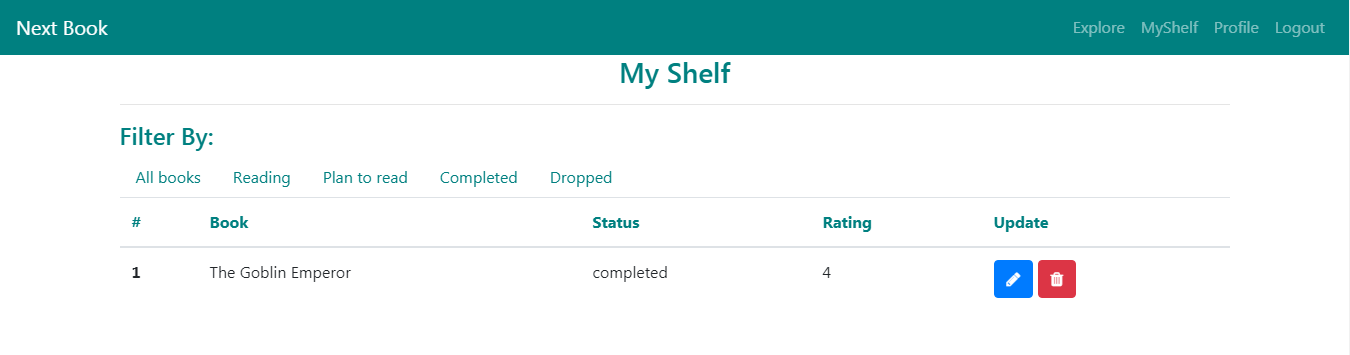 Next Book Explore MyShelf Profile Logout
My Shelf
Filter By:
All books Reading Plan to read Completed Dropped
# Book Status Rating Update
1 The Goblin Emperor completed 4